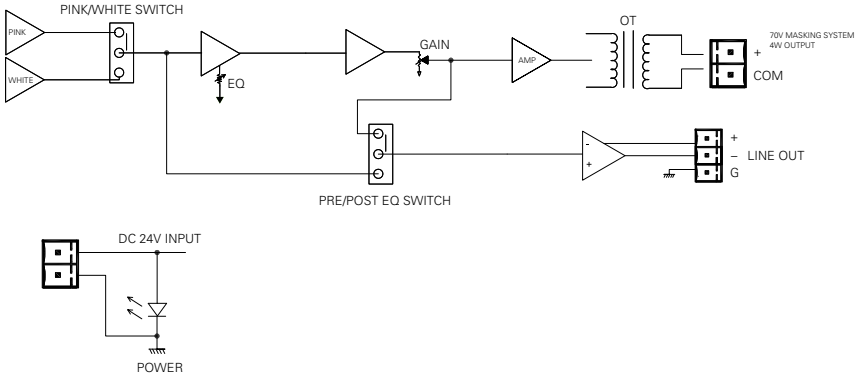 PINK/WHITE SWITCH
PINK
WHITE
EQ
GAIN
AMP
OT
70V MASKING SYSTEM
4W OUTPUT
+
COM
-
+
+
– LINE OUT
G
PRE/POST EQ SWITCH
DC 24V INPUT
POWER